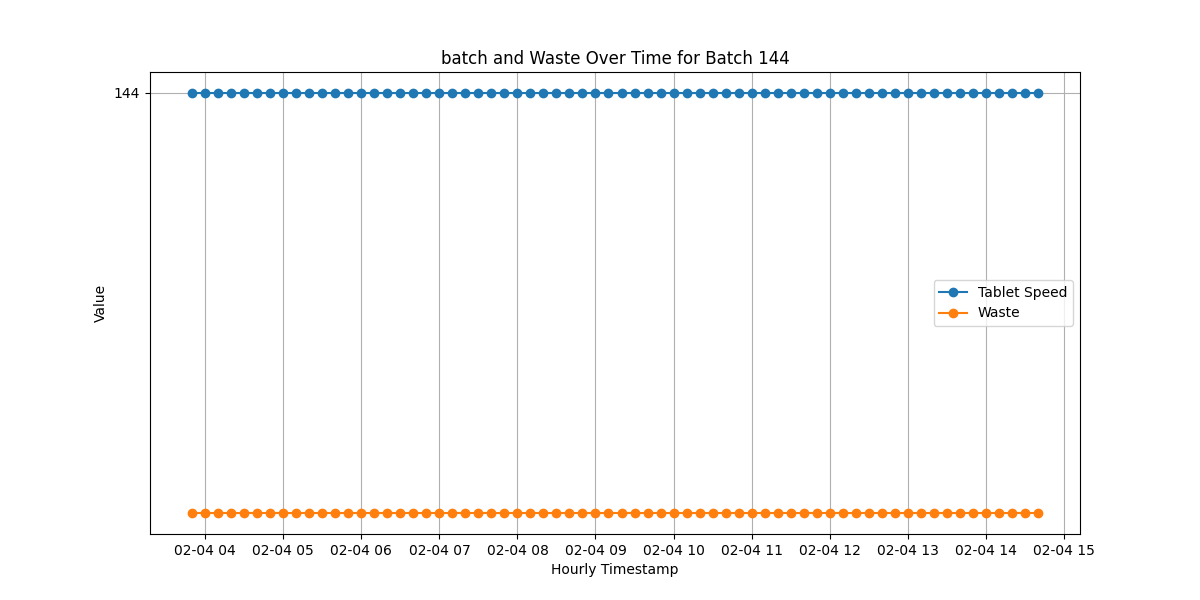 batch and Waste Over Time for Batch 144
144
Value
Tablet Speed
Waste
02-04 04 02-04 05 02-04 06 02-04 07 02-04 08 02-04 09 02-04 10 02-04 11 02-04 12 02-04 13 02-04 14 02-04 15
Hourly Timestamp